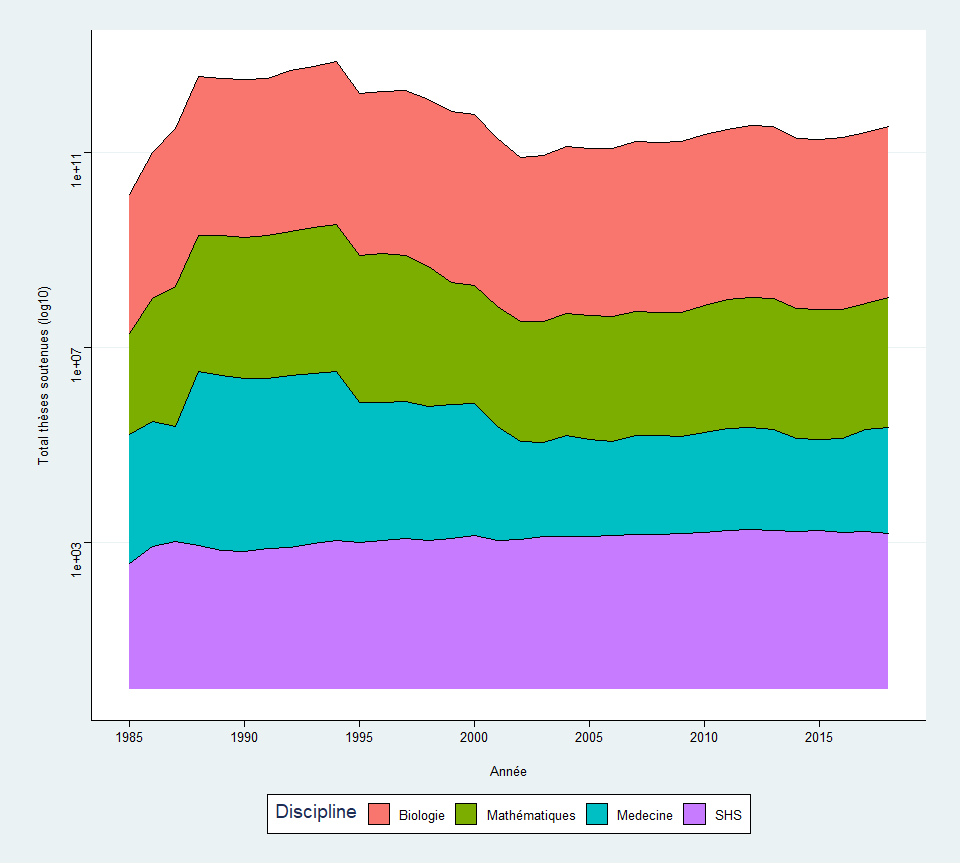 Total thèses soutenues (log10)
1e+11
1e+07
1e+03
1985 1990 1995 2000 2005 2010 2015
Année
Discipline Biologie Mathématiques Medecine SHS